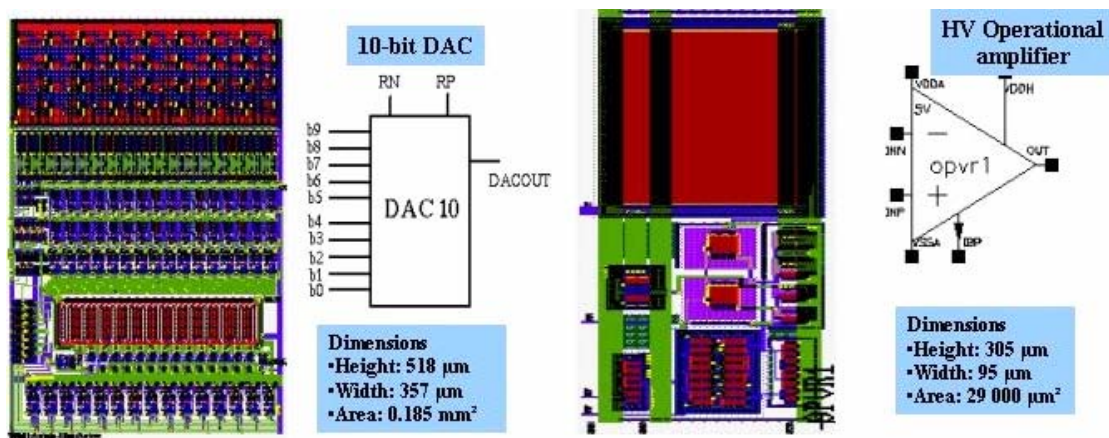 10-bit DAC
RN RP
b9
b8
b7
b6
b5
b4
b3
b2
b1
b0
DAC 10
DACOUT
Dimensions
•Height: 518 µm
•Width: 357 µm
•Area: 0.185 mm²
HV Operational
amplifier
VDDA
VDDH
5V
INN
OUT
opvr1
INP
VSSA
Dimensions
•Height: 305 µm
•Width: 95 µm
•Area: 29 000 µm²